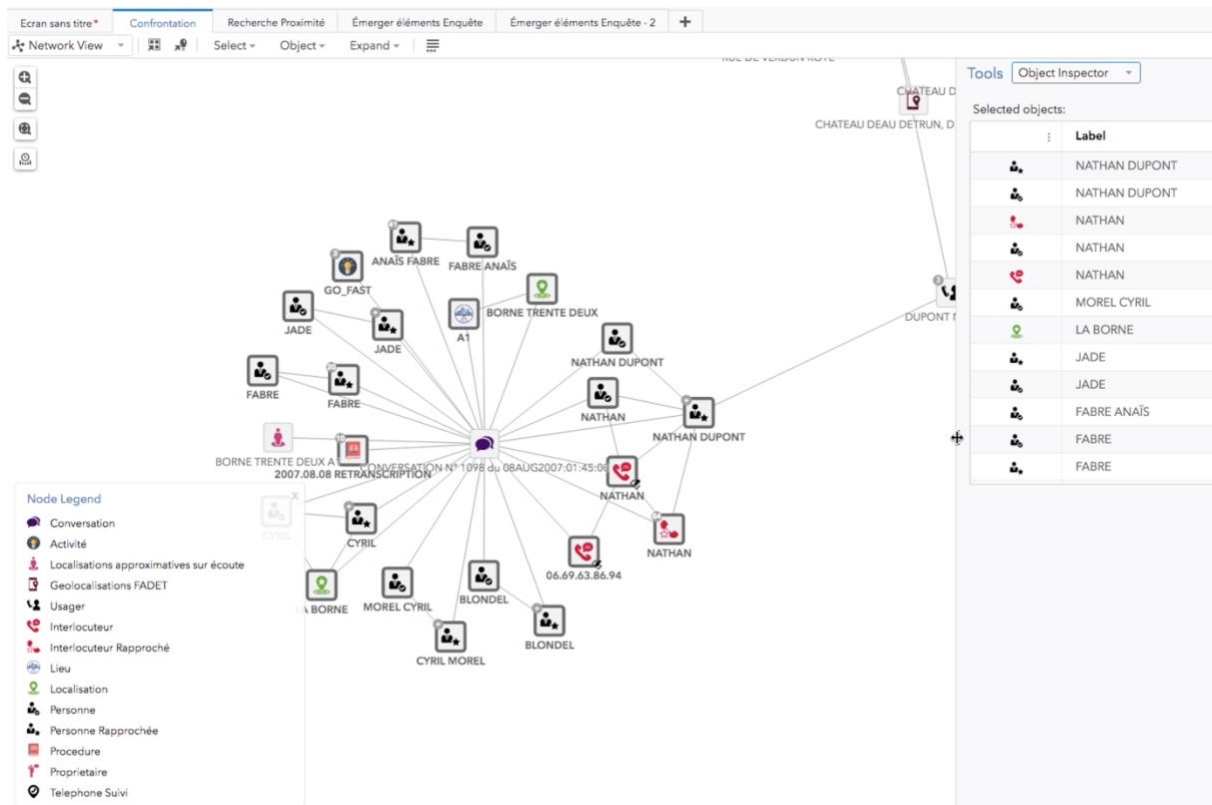 Ecran sans titre* Confrontation Recherche Proximité Émerger éléments Enquête Émerger éléments Enquête - 2 +
Network View Select Object Expand
Tools Object Inspector
Selected objects:
Label
NATHAN DUPONT
NATHAN DUPONT
NATHAN
NATHAN
NATHAN
MOREL CYRIL
LA BORNE
JADE
JADE
FABRE ANAÏS
FABRE
FABRE
CHATEAU D
CHATEAU DEAU DETRUN, D
DUPONT
ANAÏS FABRE
FABRE ANAÏS
GO_FAST
BORNE TRENTE DEUX
JADE
A1
JADE
NATHAN DUPONT
FABRE
FABRE
NATHAN
NATHAN DUPONT
BORNE TRENTE DEUX A
CONVERSATION N° 1098 du 08AUG2007:01:45:00
2007.08.08 RETRANSCRIPTION
NATHAN
CYRIL
CYRIL
NATHAN
06.69.63.86.94
A BORNE
MOREL CYRIL
BLONDEL
BLONDEL
CYRIL MOREL
Node Legend
Conversation
Activité
Localisations approximatives sur écoute
Geolocalisations FADET
Usager
Interlocuteur
Interlocuteur Rapproché
Lieu
Localisation
Personne
Personne Rapprochée
Procedure
Proprietaire
Telephone Suivi